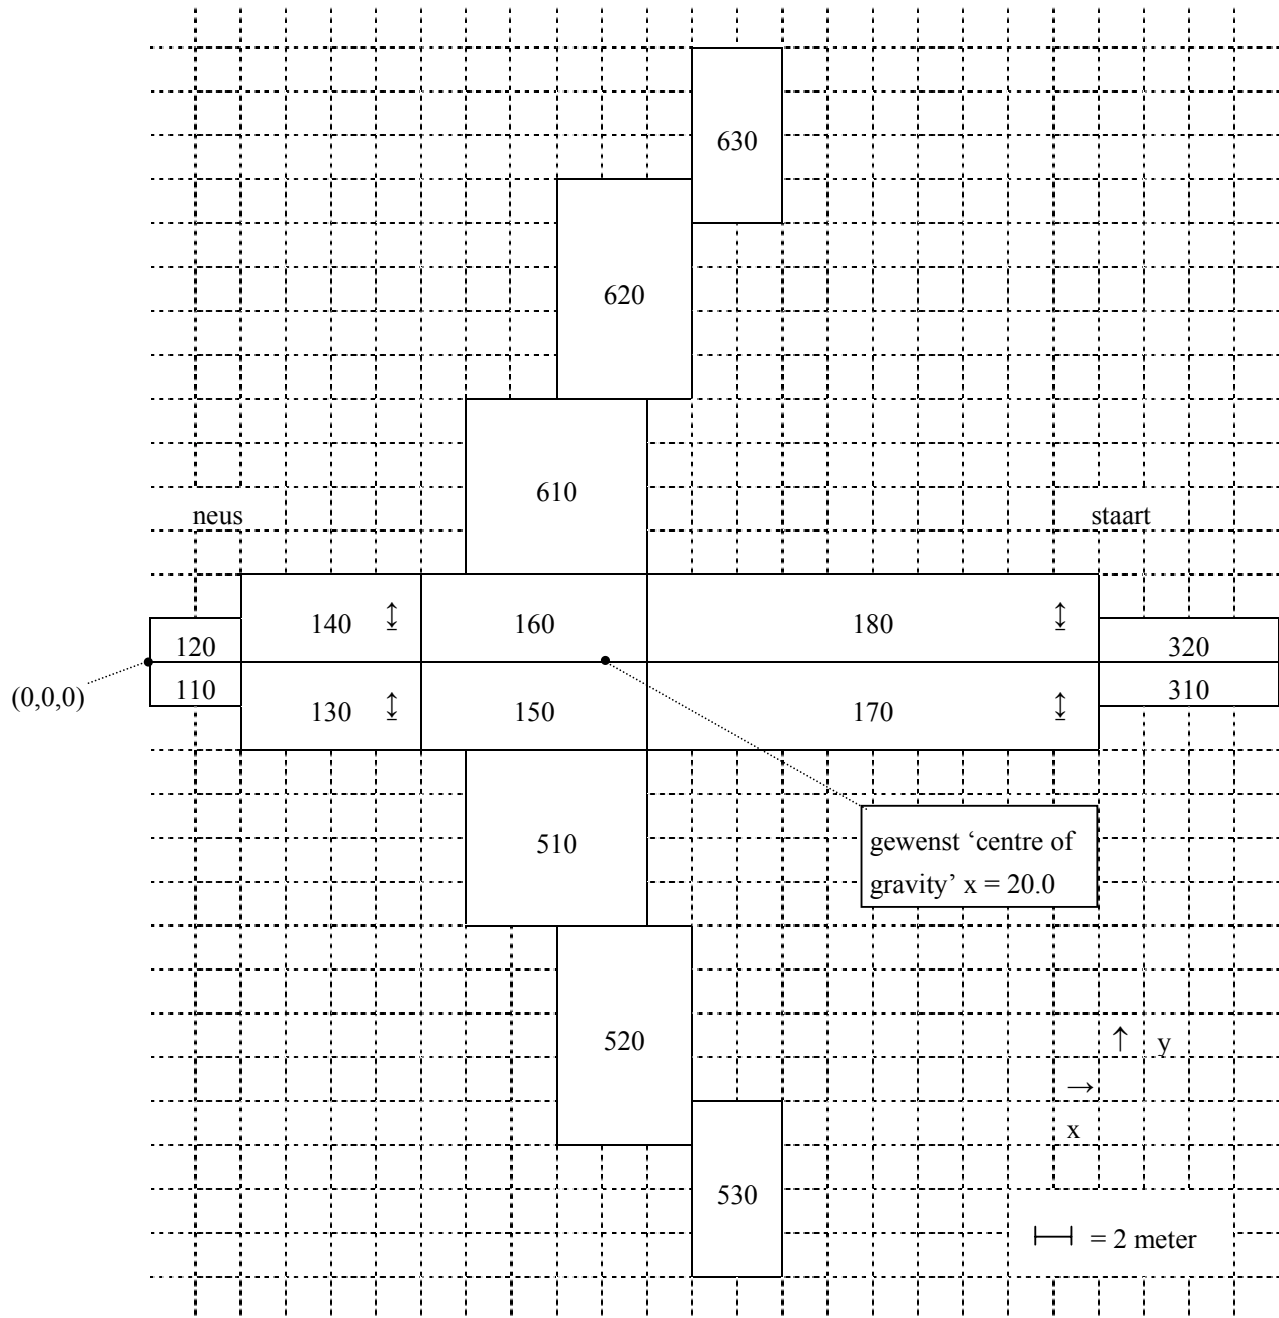 630
620
610
neus
staart
140 ↕ 160 180 ↕
120 320
(0,0,0)
110 310
130 ↕ 150 170 ↕
510
gewenst ‘centre of
gravity’ x = 20.0
520
↑ y
→
x
530
= 2 meter